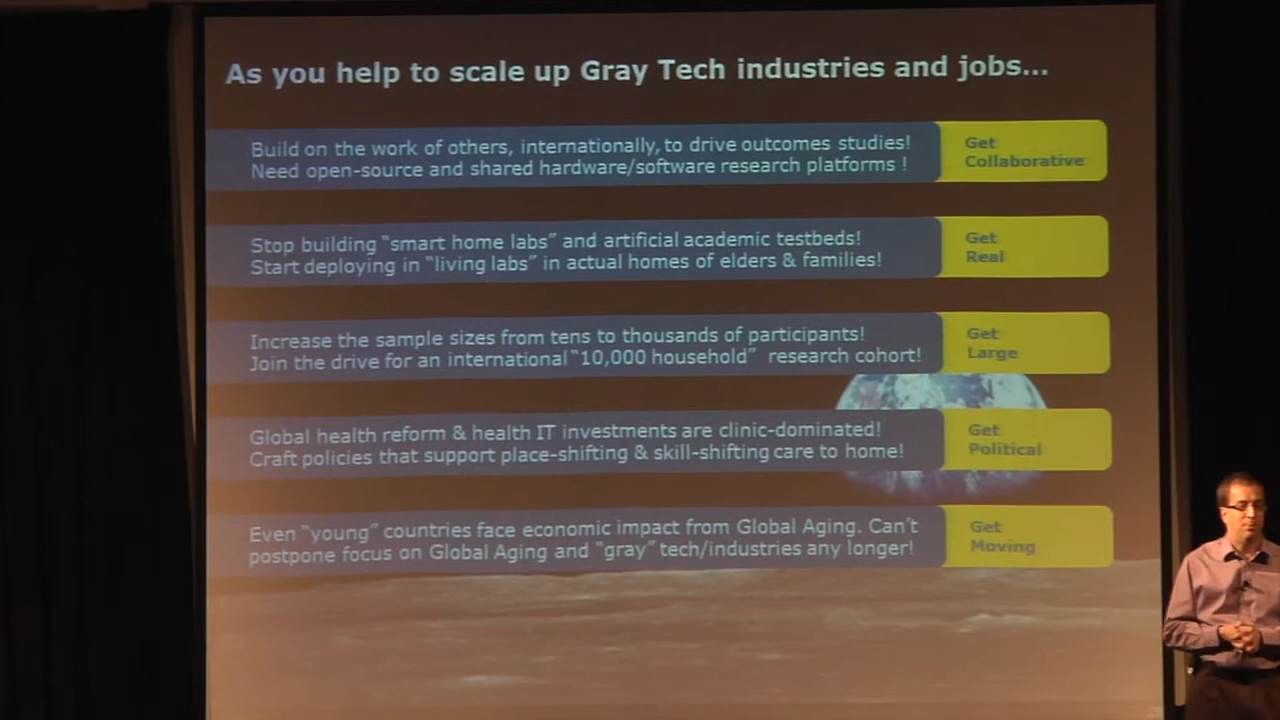 As you help to scale up Gray Tech industries and jobs...
Build on the work of others, internationally, to drive outcomes studies!
Need open-source and shared hardware/software research platforms !
Get
Collaborative
Stop building “smart home labs” and artificial academic testbeds!
Start deploying in “living labs” in actual homes of elders & families!
Get
Real
Increase the sample sizes from tens to thousands of participants!
Join the drive for an international “10,000 household” research cohort!
Get
Large
Global health reform & health IT investments are clinic-dominated!
Craft policies that support place-shifting & skill-shifting care to home!
Get
Political
Even “young” countries face economic impact from Global Aging. Can’t
postpone focus on Global Aging and “gray” tech/industries any longer!
Get
Moving